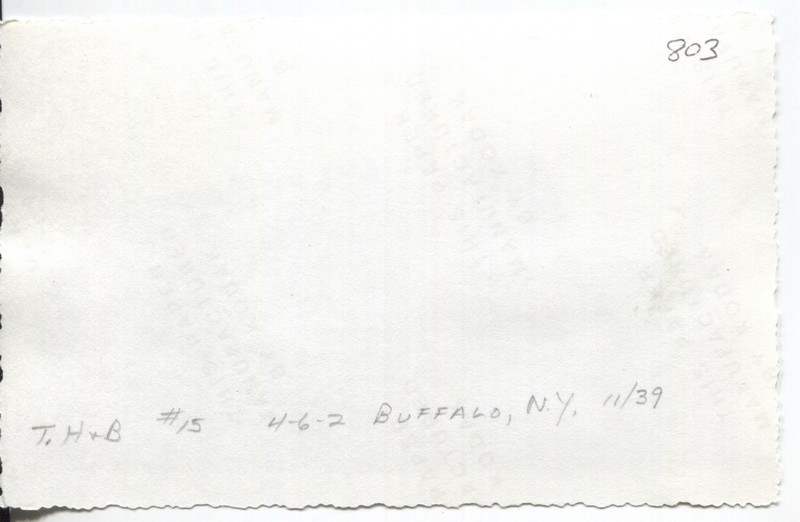 803
T. H+B #15 4-6-2 BUFFALO, N.Y. 11/39